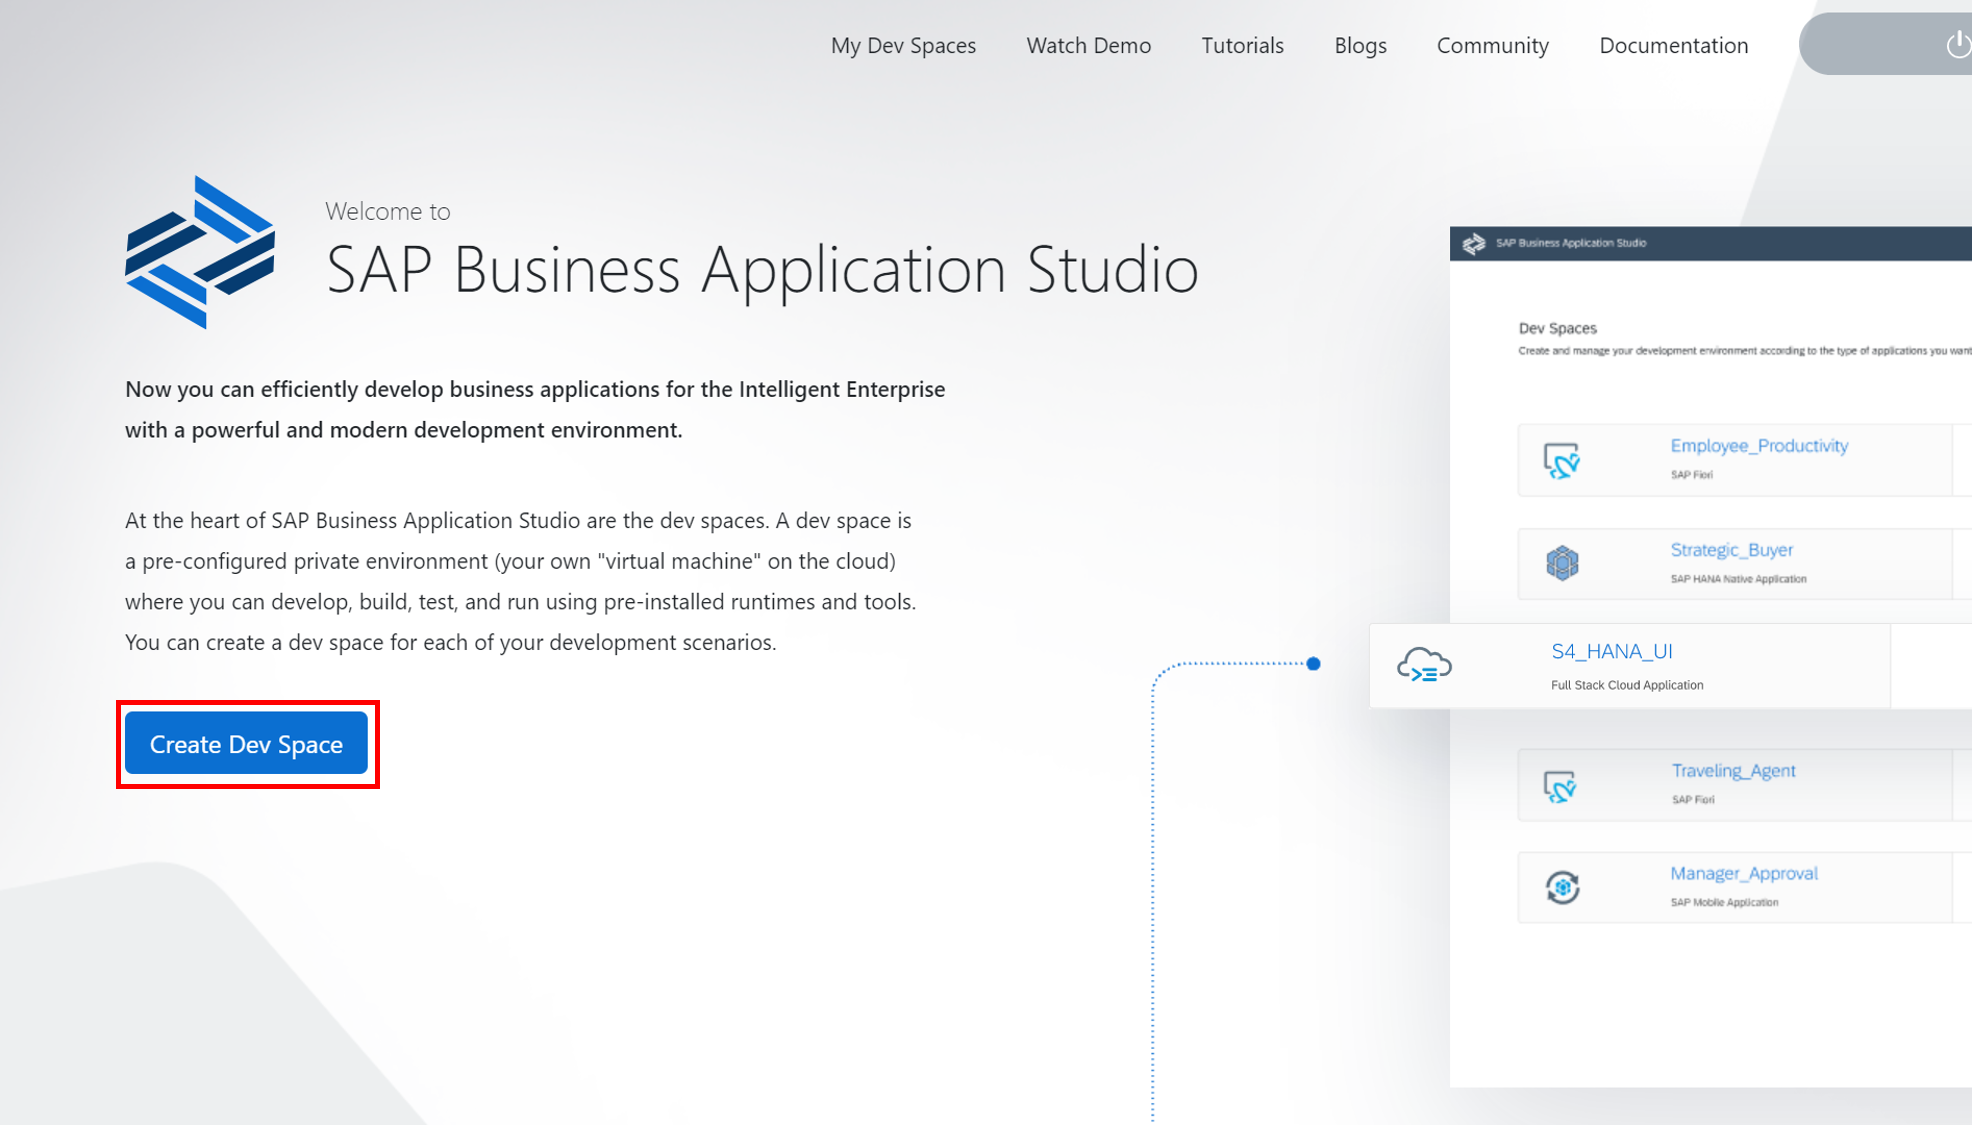 My Dev Spaces Watch Demo Tutorials Blogs Community Documentation
Welcome to
SAP Business Application Studio
Now you can efficiently develop business applications for the Intelligent Enterprise
with a powerful and modern development environment.
At the heart of SAP Business Application Studio are the dev spaces. A dev space is
a pre-configured private environment (your own "virtual machine" on the cloud)
where you can develop, build, test, and run using pre-installed runtimes and tools.
You can create a dev space for each of your development scenarios.
Create Dev Space
SAP Business Application Studio
Dev Spaces
Create and manage your development environment according to the type of applications you want
Employee_Productivity
SAP Fiori
Strategic_Buyer
SAP HANA Native Application
S4_HANA_UI
Full Stack Cloud Application
Traveling_Agent
SAP Fiori
Manager_Approval
SAP Mobile Application